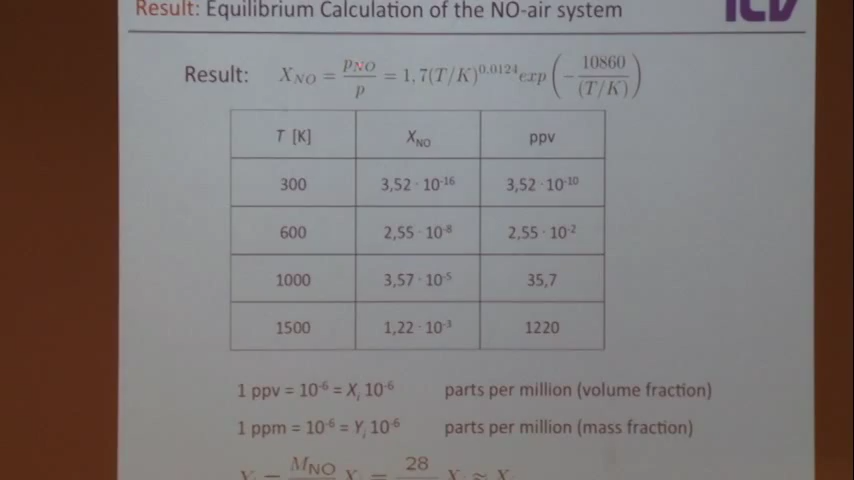 Result: Equilibrium Calculation of the NO-air system
Result: X_NO = p_NO / p = 1,7(T/K)^0.0124 exp(-10860/(T/K))
T [K] X_NO ppv
300 3,52 · 10^-16 3,52 · 10^-10
600 2,55 · 10^-8 2,55 · 10^-2
1000 3,57 · 10^-5 35,7
1500 1,22 · 10^-3 1220
1 ppv = 10^-6 = X_i 10^-6 parts per million (volume fraction)
1 ppm = 10^-6 = Y_i 10^-6 parts per million (mass fraction)
M_NO X = 28 X ≈ X